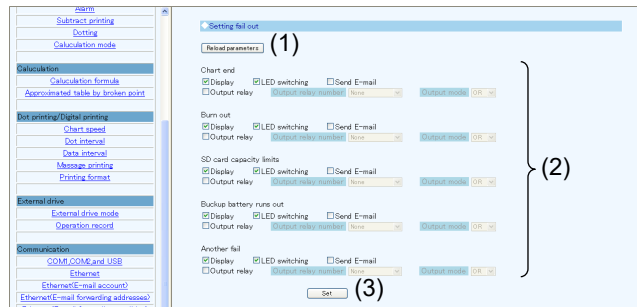 Alarm
Subtract printing
Dotting
Caluculation mode
Caluculation
Caluculation formula
Approximated table by broken point
Dot printing/Digital printing
Chart speed
Dot interval
Data interval
Massage printing
Printing format
External drive
External drive mode
Operation record
Communication
COM1,COM2,and USB
Ethernet
Ethernet(E-mail account)
Ethernet(E-mail forwarding addresses)
Setting fail out
Reload parameters (1)
Chart end
Display LED switching Send E-mail
Output relay Output relay number None Output mode OR
Burn out
Display LED switching Send E-mail
Output relay Output relay number None Output mode OR
SD card capacity limits
Display LED switching Send E-mail
Output relay Output relay number None Output mode OR
(2)
Buckup battery runs out
Display LED switching Send E-mail
Output relay Output relay number None Output mode OR
Another fail
Display LED switching Send E-mail
Output relay Output relay number None Output mode OR
Set (3)